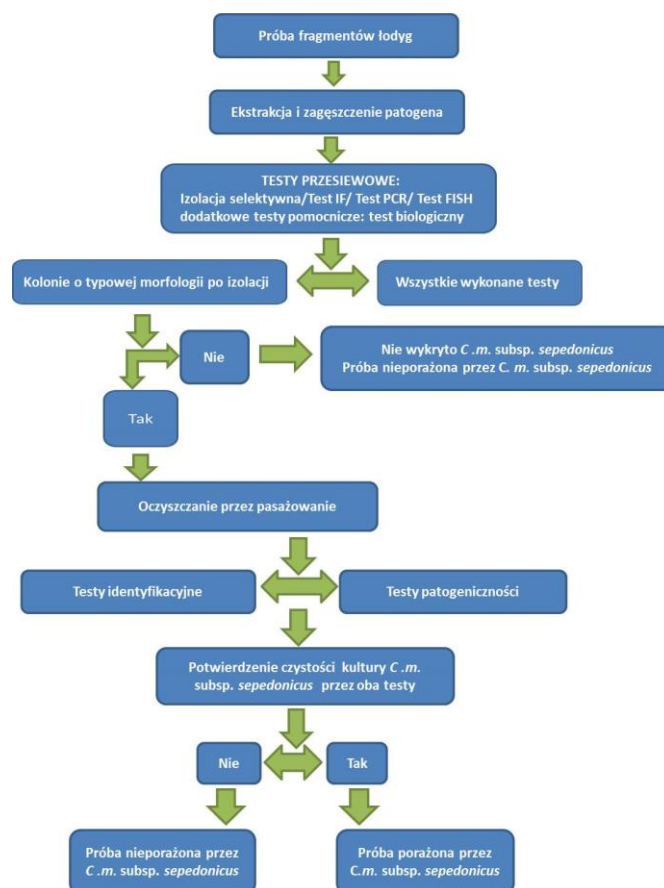 Próba fragmentów łodyg
Ekstrakcja i zagęszczenie patogena
TESTY PRZESIEWOWE:
Izolacja selektywna/Test IF/ Test PCR/ Test FISH
dodatkowe testy pomocnicze: test biologiczny
Kolonie o typowej morfologii po izolacji
Wszystkie wykonane testy
Nie
Nie wykryto C .m. subsp. sepedonicus
Próba nieporażona przez C. m. subsp. sepedonicus
Tak
Oczyszczanie przez pasażowanie
Testy identyfikacyjne
Testy patogeniczności
Potwierdzenie czystości kultury C .m.
subsp. sepedonicus przez oba testy
Nie
Tak
Próba nieporażona przez
C .m. subsp. sepedonicus
Próba porażona przez
C.m. subsp. sepedonicus